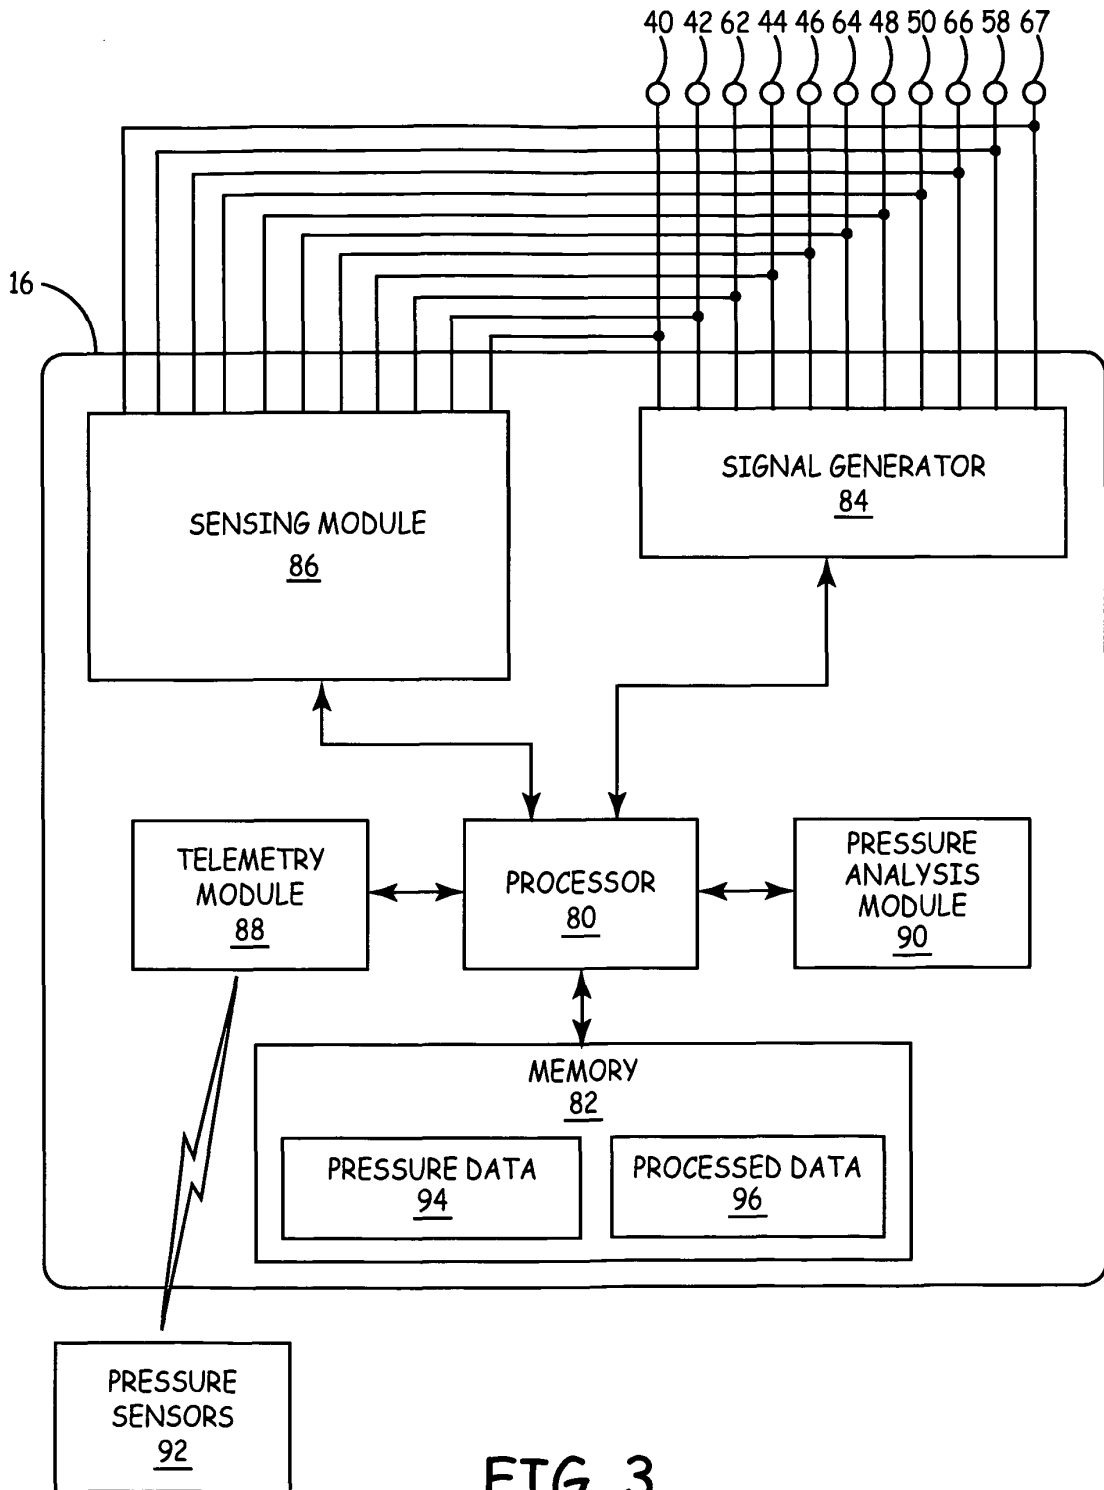 40 42 62 44 46 64 48 50 66 58 67
16
SIGNAL GENERATOR
84
SENSING MODULE
86
TELEMETRY
MODULE
88
PROCESSOR
80
PRESSURE
ANALYSIS
MODULE
90
MEMORY
82
PRESSURE DATA
94
PROCESSED DATA
96
PRESSURE
SENSORS
92
FIG. 3